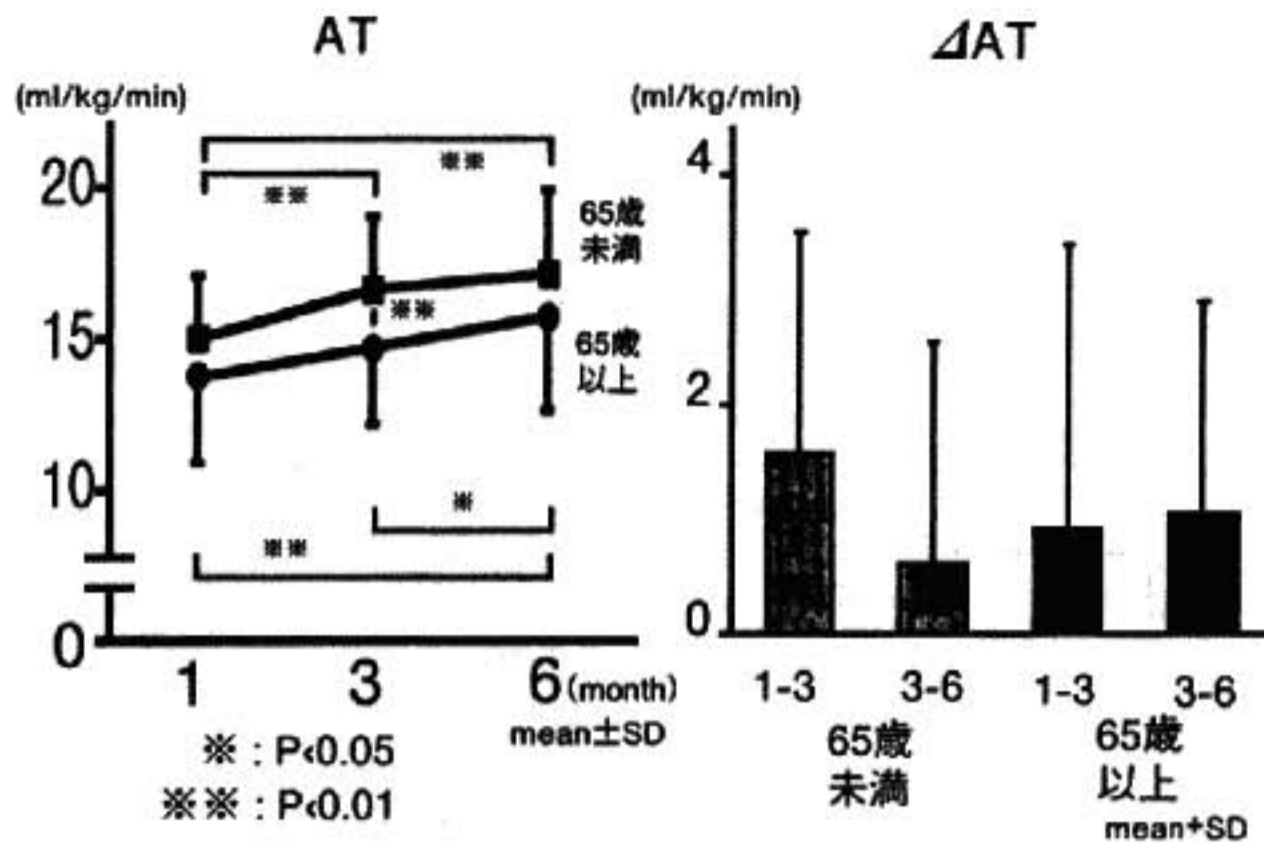 AT
(ml/kg/min)
20
15
10
0
※※
※※
※※
※
※※
65歳
未満
65歳
以上
1 3 6 (month)
mean±SD
※ : P<0.05
※※ : P<0.01
ΔAT
(ml/kg/min)
4
2
0
1-3 3-6 1-3 3-6
65歳 65歳
未満 以上
mean+SD